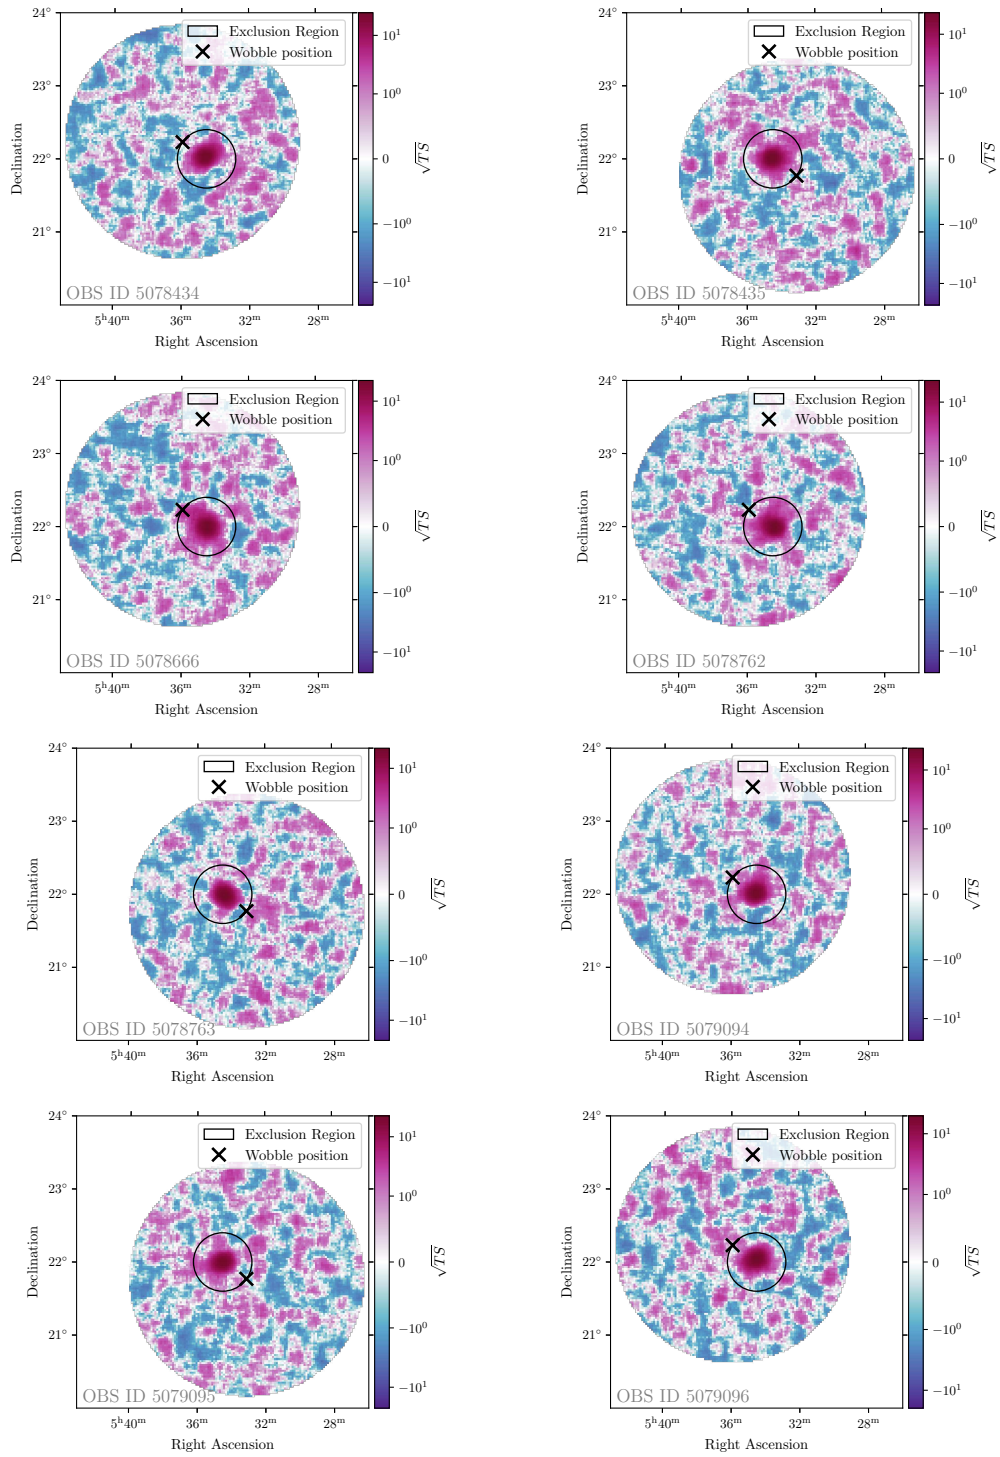 24°
23°
22°
21°
Declination
Exclusion Region
Wobble position
OBS ID 5078434
5ʰ40ᵐ 36ᵐ 32ᵐ 28ᵐ
Right Ascension
10¹
10⁰
0
−10⁰
−10¹
√TS
24°
23°
22°
21°
Declination
Exclusion Region
Wobble position
OBS ID 5078435
5ʰ40ᵐ 36ᵐ 32ᵐ 28ᵐ
Right Ascension
10¹
10⁰
0
−10⁰
−10¹
√TS
24°
23°
22°
21°
Declination
Exclusion Region
Wobble position
OBS ID 5078666
5ʰ40ᵐ 36ᵐ 32ᵐ 28ᵐ
Right Ascension
10¹
10⁰
0
−10⁰
−10¹
√TS
24°
23°
22°
21°
Declination
Exclusion Region
Wobble position
OBS ID 5078762
5ʰ40ᵐ 36ᵐ 32ᵐ 28ᵐ
Right Ascension
10¹
10⁰
0
−10⁰
−10¹
√TS
24°
23°
22°
21°
Declination
Exclusion Region
Wobble position
OBS ID 5078763
5ʰ40ᵐ 36ᵐ 32ᵐ 28ᵐ
Right Ascension
10¹
10⁰
0
−10⁰
−10¹
√TS
24°
23°
22°
21°
Declination
Exclusion Region
Wobble position
OBS ID 5079094
5ʰ40ᵐ 36ᵐ 32ᵐ 28ᵐ
Right Ascension
10¹
10⁰
0
−10⁰
−10¹
√TS
24°
23°
22°
21°
Declination
Exclusion Region
Wobble position
OBS ID 5079095
5ʰ40ᵐ 36ᵐ 32ᵐ 28ᵐ
Right Ascension
10¹
10⁰
0
−10⁰
−10¹
√TS
24°
23°
22°
21°
Declination
Exclusion Region
Wobble position
OBS ID 5079096
5ʰ40ᵐ 36ᵐ 32ᵐ 28ᵐ
Right Ascension
10¹
10⁰
0
−10⁰
−10¹
√TS